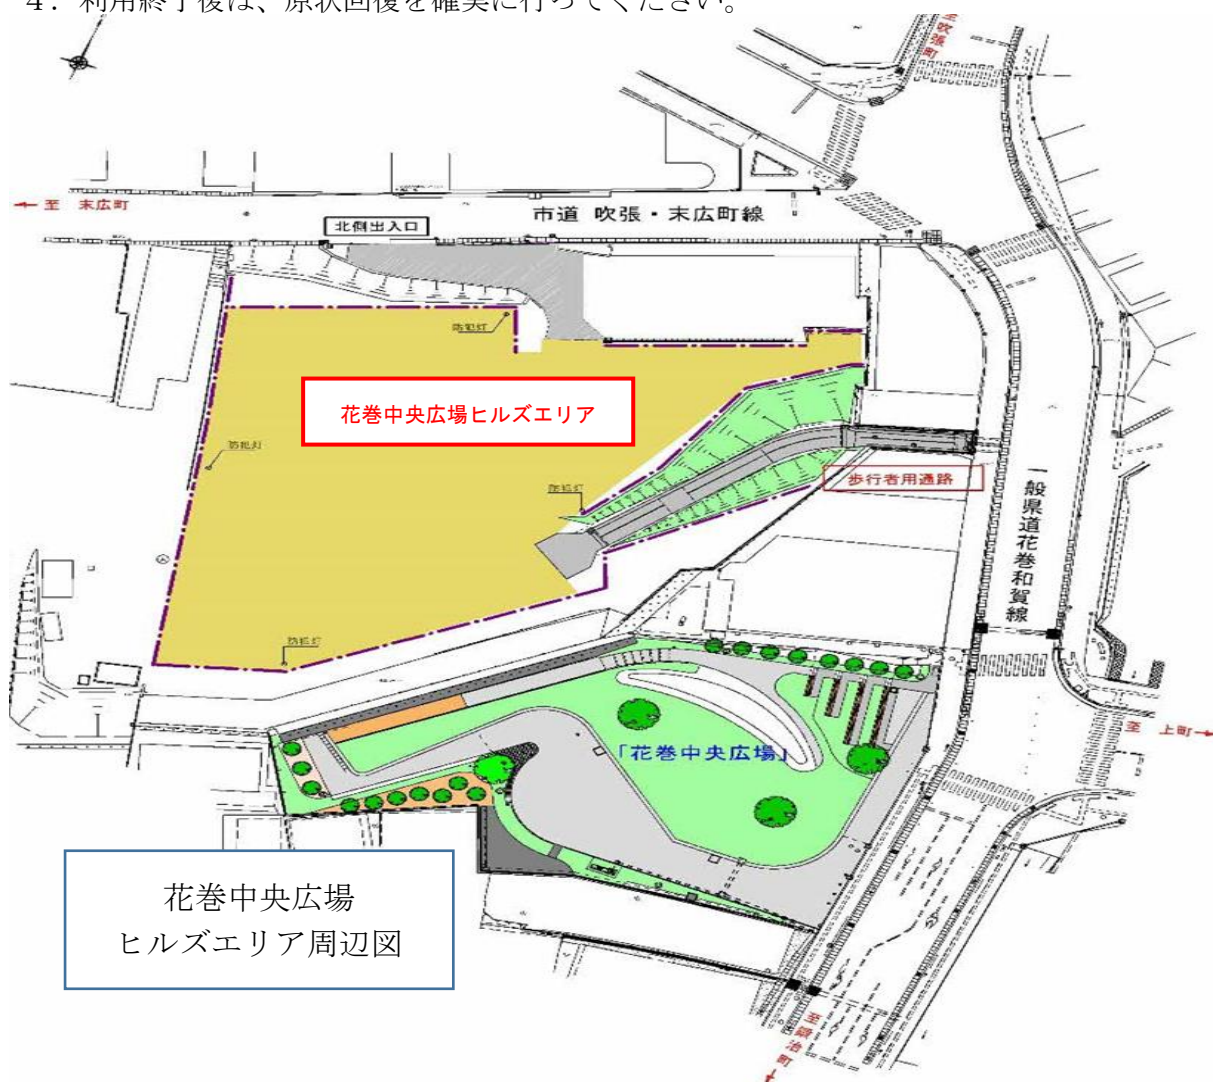 4．利用終了後は、原状回復を確実に行ってください。
至 吹張町
← 至 末広町
北側出入口
市道 吹張・末広町線
防犯灯
花巻中央広場ヒルズエリア
防犯灯
防犯灯
歩行者用通路
一般県道花巻和賀線
防犯灯
至 上町→
「花巻中央広場」
花巻中央広場
ヒルズエリア周辺図
至鍛冶町